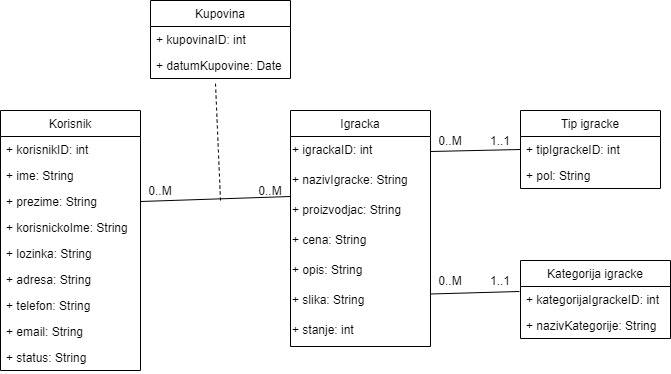 Kupovina
+ kupovinaID: int
+ datumKupovine: Date
Korisnik
+ korisnikID: int
+ ime: String
+ prezime: String
+ korisnickoIme: String
+ lozinka: String
+ adresa: String
+ telefon: String
+ email: String
+ status: String
0..M
0..M
Igracka
+ igrackaID: int
+ nazivIgracke: String
+ proizvodjac: String
+ cena: String
+ opis: String
+ slika: String
+ stanje: int
0..M
1..1
Tip igracke
+ tipIgrackeID: int
+ pol: String
0..M
1..1
Kategorija igracke
+ kategorijaIgrackeID: int
+ nazivKategorije: String